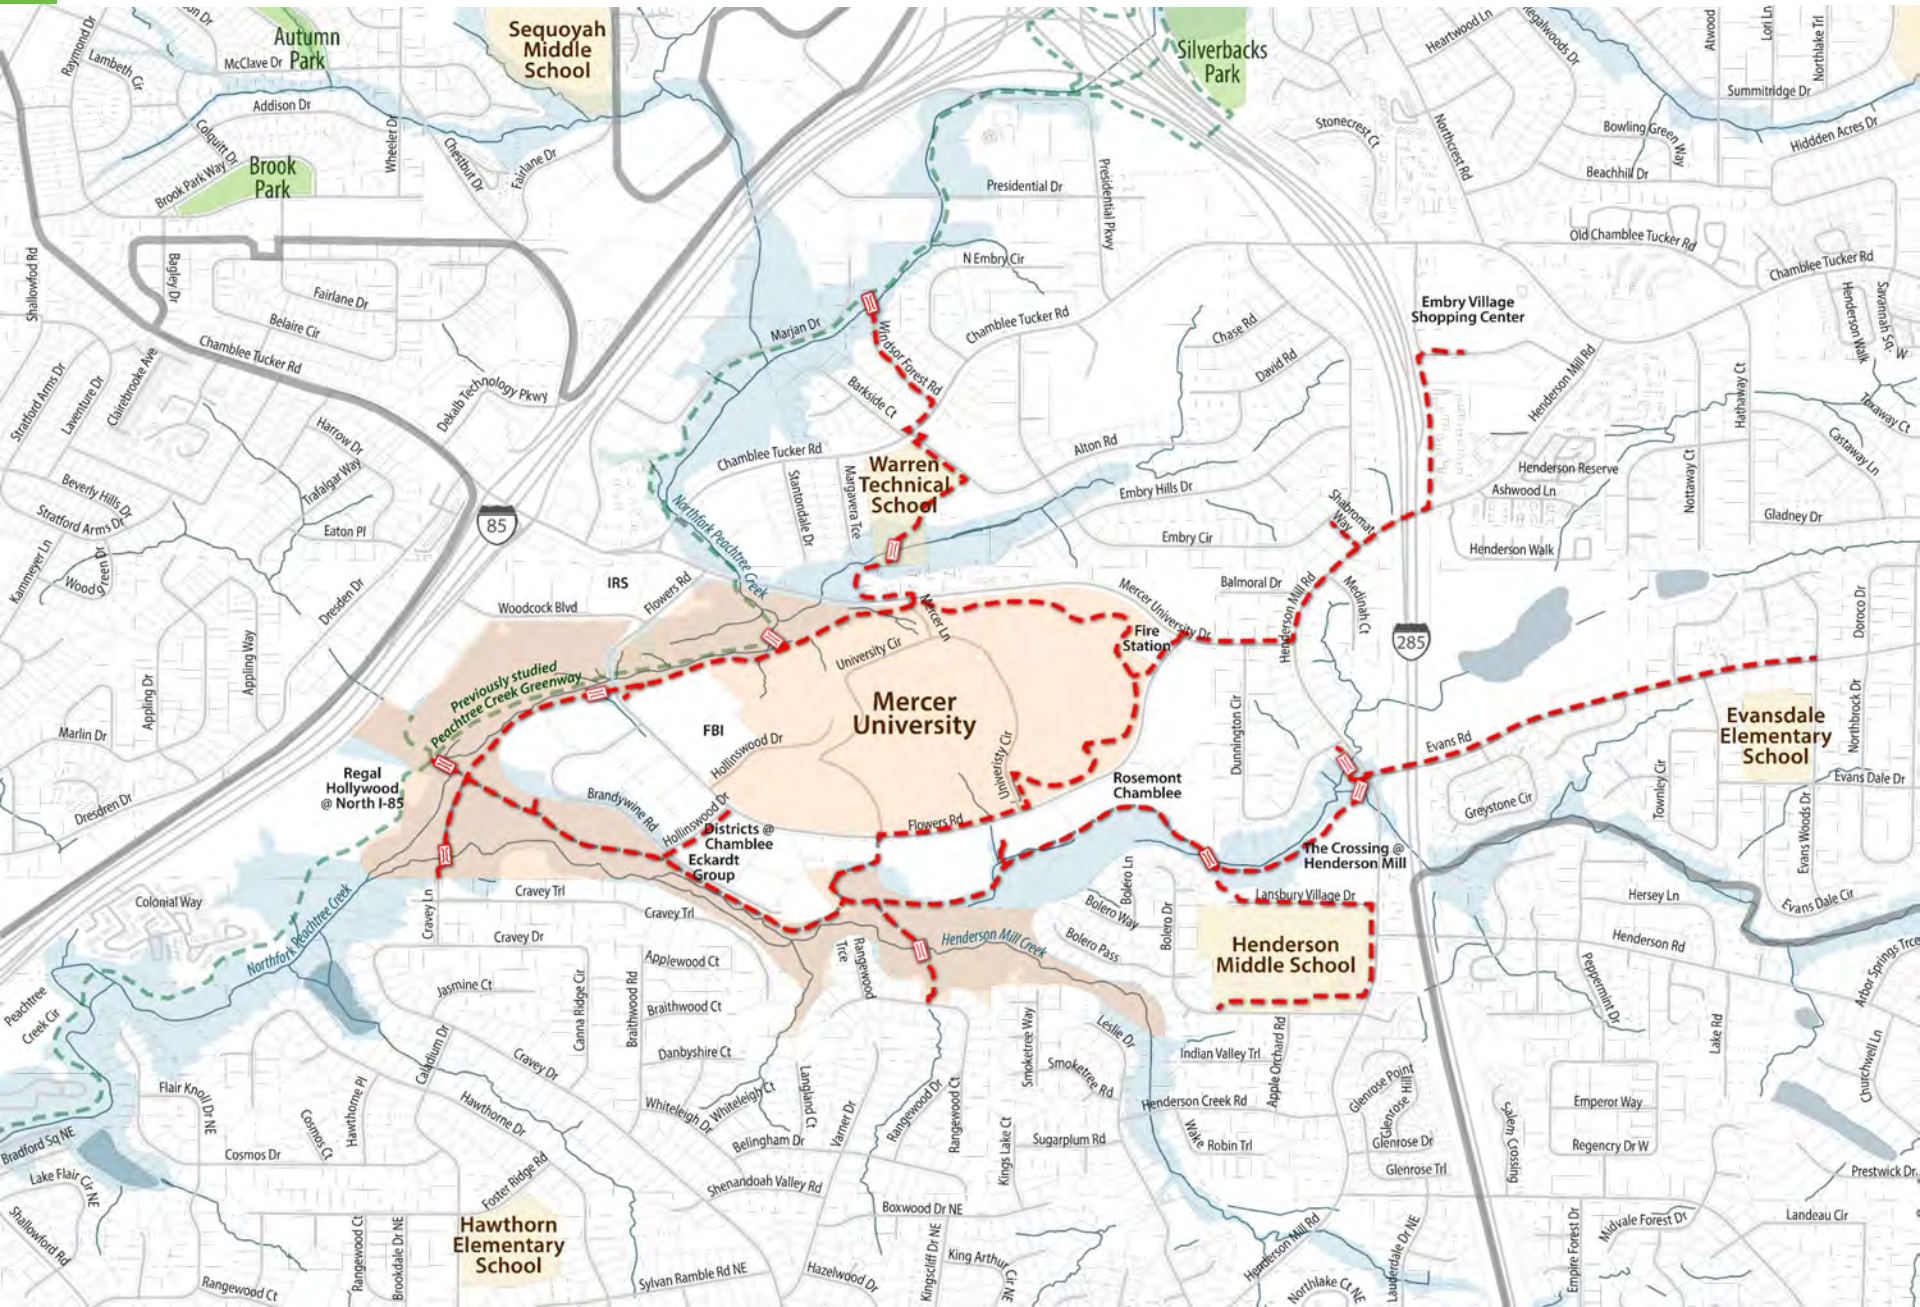 Raymond Dr
Lambeth Cir
Autumn
Park
McClave Dr
Addison Dr
Colquitt Dr
Brook Park Way
Brook
Park
Wheeler Dr
Chestbut Dr
Fairlane Dr
Sequoyah
Middle
School
Silverbacks
Park
Heartwood Ln
Atwood
Lori Ln
Northlake Trl
Summitridge Dr
Stonecrest Ct
Northcrest Rd
Bowling Green Way
Hiddden Acres Dr
Beachhill Dr
Presidential Dr
Presidential Pkwy
Old Chamblee Tucker Rd
Chamblee Tucker Rd
Henderson Walk
Savannah Sq. W
Shallowfod Rd
Bagley Dr
Fairlane Dr
Belaire Cir
Chamblee Tucker Rd
N Embry Cir
Embry Village
Shopping Center
Marjan Dr
Windsor Forest Rd
Chamblee Tucker Rd
Chase Rd
David Rd
Henderson Mill Rd
Hathaway Ct
Toxaway Ct
Castaway Ln
Stratford Arms Dr
Laventure Dr
Clairebrooke Ave
Dekalb Technology Pkwy
Barkside Ct
Harrow Dr
Trafalgar Way
Chamblee Tucker Rd
Alton Rd
Warren
Technical
School
Stantondale Dr
Margavera Tce
Embry Hills Dr
Embry Cir
Shabromat
Way
Henderson Reserve
Ashwood Ln
Nottaway Ct
Gladney Dr
Henderson Walk
Beverly Hills Dr
Stratford Arms Dr
Kammeyer Ln
Woodgreen Dr
Eaton Pl
Dresden Dr
85
Northfork Peachtree Creek
IRS
Flowers Rd
Woodcock Blvd
Mercer University Dr
Balmoral Dr
Henderson Mill Rd
Medinah Ct
Fire
Station
Mercer Ln
University Cir
285
Doroco Dr
Appling Way
Appling Dr
Previously studied
Peachtree Creek Greenway
Mercer
University
FBI
Hollinswood Dr
Univeristy Cir
Dunnington Cir
Evans Rd
Evansdale
Elementary
School
Northbrock Dr
Evans Dale Dr
Marlin Dr
Regal
Hollywood
@ North I-85
Dresdren Dr
Brandywine Rd
Hollinswood Dr
Districts @
Chamblee
Eckardt
Group
Flowers Rd
Rosemont
Chamblee
Greystone Cir
Townley Cir
Evans Woods Dr
The Crossing @
Henderson Mill
Lansbury Village Dr
Hersey Ln
Evans Dale Cir
Colonial Way
Cravey Ln
Cravey Trl
Cravey Trl
Cravey Dr
Northfork Peachtree Creek
Applewood Ct
Rangewood
Trce
Henderson Mill Creek
Bolero Ln
Bolero Way
Bolero Pass
Bolero Dr
Henderson
Middle School
Henderson Rd
Peppermint Dr
Arbor Springs Trce
Peachtree
Creek Cir
Jasmine Ct
Canna Ridge Cir
Braithwood Rd
Braithwood Ct
Danbyshire Ct
Smoketree Way
Leslie Dr
Smoketree Rd
Indian Valley Trl
Apple Orchard Rd
Lake Rd
Churchwell Ln
Caladium Dr
Cravey Dr
Flair Knoll Dr NE
Hawthorne Pl
Cosmos Ct
Hawthorne Dr
Whiteleigh Dr
Whiteleigh Ct
Langland Ct
Varner Dr
Rangewood Dr
Rangewood Ct
Belingham Dr
Kings Lake Ct
Sugarplum Rd
Henderson Creek Rd
Wake
Robin Trl
Glenrose Point
Glenrose Hill
Glenrose Dr
Glenrose Trl
Salem Crossing
Emperor Way
Regency Dr W
Prestwick Dr
Bradford Sq NE
Lake Flair Cir NE
Shallowford Rd
Cosmos Dr
Foster Ridge Rd
Shenandoah Valley Rd
Boxwood Dr NE
Hawthorn
Elementary
School
Rangewood Ct
Rangewood Ct
Brookdale Dr NE
Sylvan Ramble Rd NE
Hazelwood Dr
Kingscliff Dr NE
King Arthur
Cir NE
Henderson Mill Rd
Northlake Ct NE
Lauderdale Dr NE
Empire Forest Dr
Midvale Forest Dr
Landeau Cir